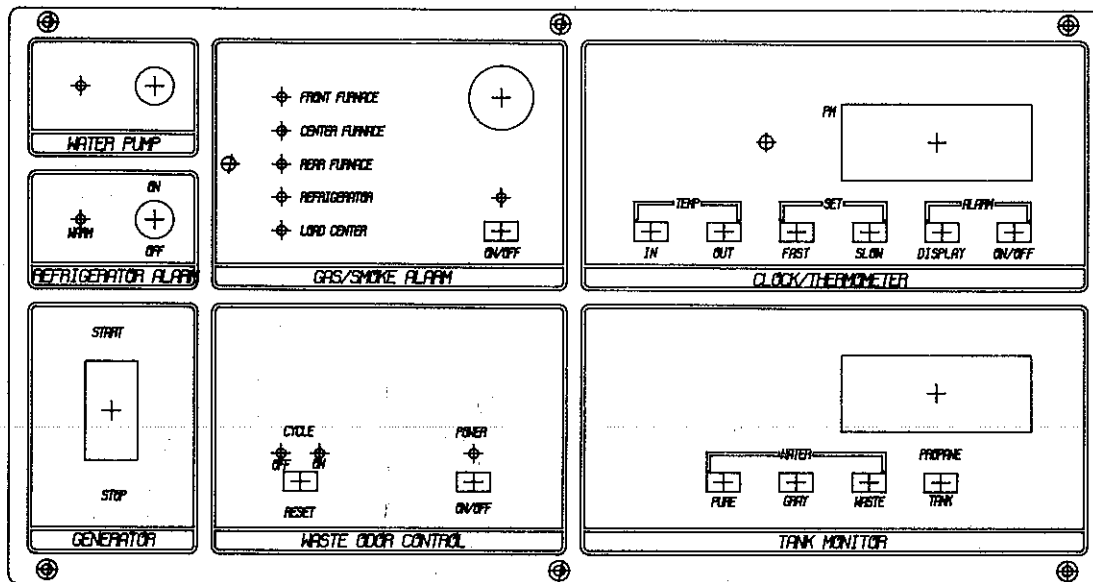 WATER PUMP
ON
WARM
OFF
REFRIGERATOR ALARM
FRONT FURNACE
CENTER FURNACE
REAR FURNACE
REFRIGERATOR
LOAD CENTER
ON/OFF
GAS/SMOKE ALARM
PM
TEMP
SET
ALARM
IN
OUT
FAST
SLOW
DISPLAY
ON/OFF
CLOCK/THERMOMETER
START
STOP
GENERATOR
CYCLE
OFF
ON
RESET
POWER
ON/OFF
WASTE ODOR CONTROL
WATER
PROPANE
PURE
GRAY
WASTE
TANK
TANK MONITOR